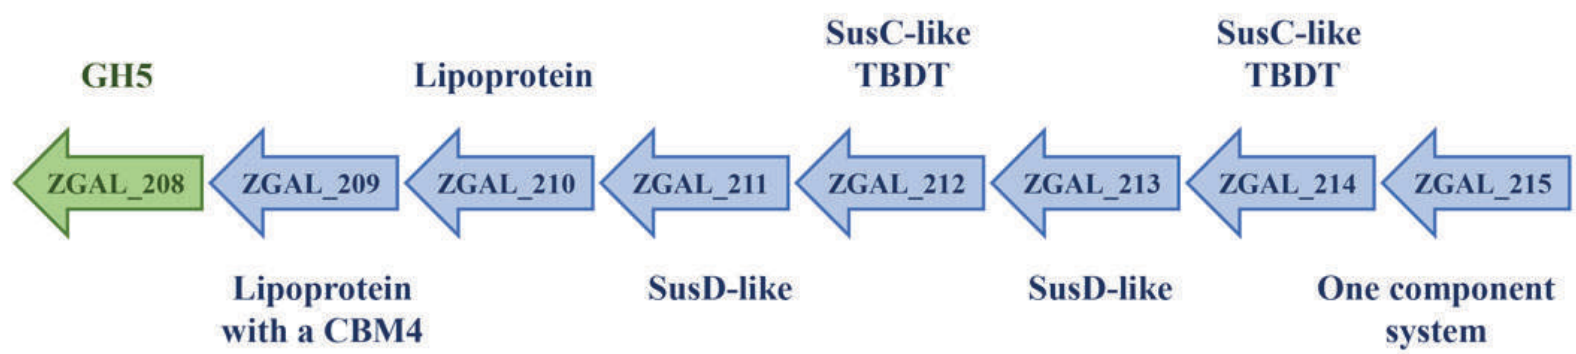 SusC-like
TBDT
SusC-like
TBDT
GH5
Lipoprotein
ZGAL_208
ZGAL_209
ZGAL_210
ZGAL_211
ZGAL_212
ZGAL_213
ZGAL_214
ZGAL_215
Lipoprotein
with a CBM4
SusD-like
SusD-like
One component
system